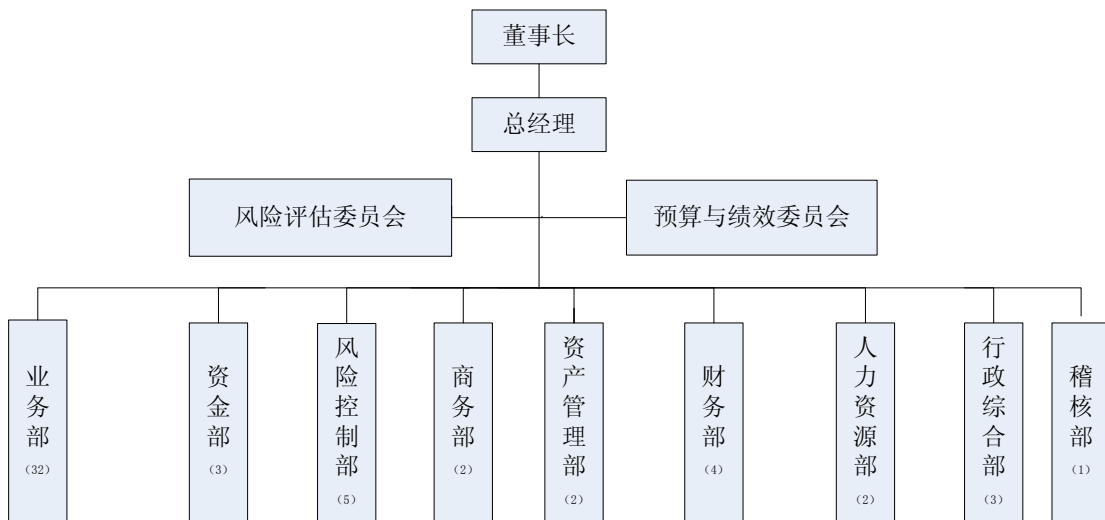 董事长
总经理
风险评估委员会
预算与绩效委员会
业务部
(32)
资金部
(3)
风险控制部
(5)
商务部
(2)
资产管理部
(2)
财务部
(4)
人力资源部
(2)
行政综合部
(3)
稽核部
(1)